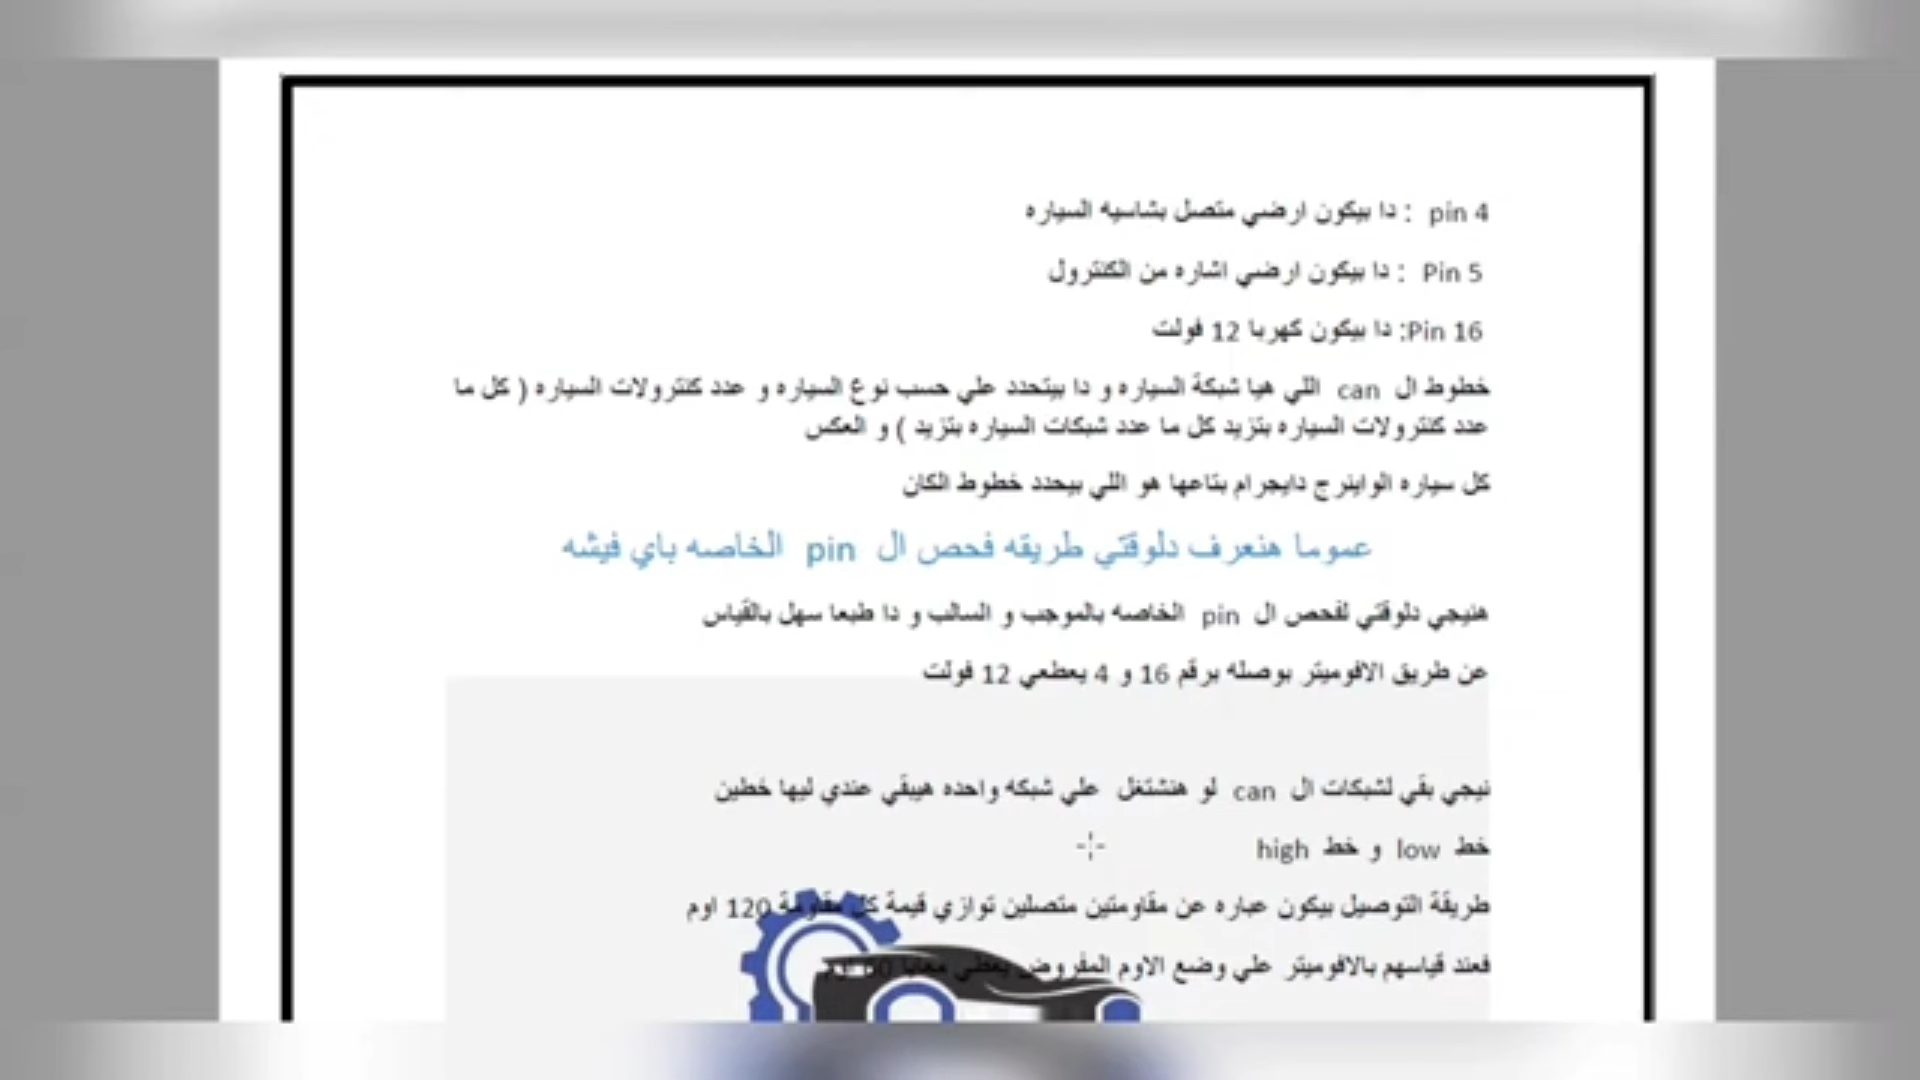 pin 4 : دا بيكون ارضي متصل بشاسيه السياره
Pin 5 : دا بيكون ارضي اشاره من الكنترول
Pin 16: دا بيكون كهربا 12 فولت
خطوط ال can اللي هيا شبكة السياره و دا بيتحدد علي حسب نوع السياره و عدد كنترولات السياره ( كل ما
عدد كنترولات السياره بتزيد كل ما عدد شبكات السياره بتزيد ) و العكس
كل سياره الوايرنج دايجرام بتاعها هو اللي بيحدد خطوط الكان
عموما هنعرف دلوقتي طريقه فحص ال pin الخاصه باي فيشه
هنيجي دلوقتي لفحص ال pin الخاصه بالموجب و السالب و دا طبعا سهل بالقياس
عن طريق الافوميتر بوصله برقم 16 و 4 يعطعي 12 فولت
نيجي بقي لشبكات ال can لو هنشتغل علي شبكه واحده هيبقي عندي ليها خطين
خط low و خط high
طريقة التوصيل بيكون عباره عن مقاومتين متصلين توازي قيمة كل مقاومة 120 اوم
فعند قياسهم بالافوميتر علي وضع الاوم المفروض يعطي معايا 60 اوم